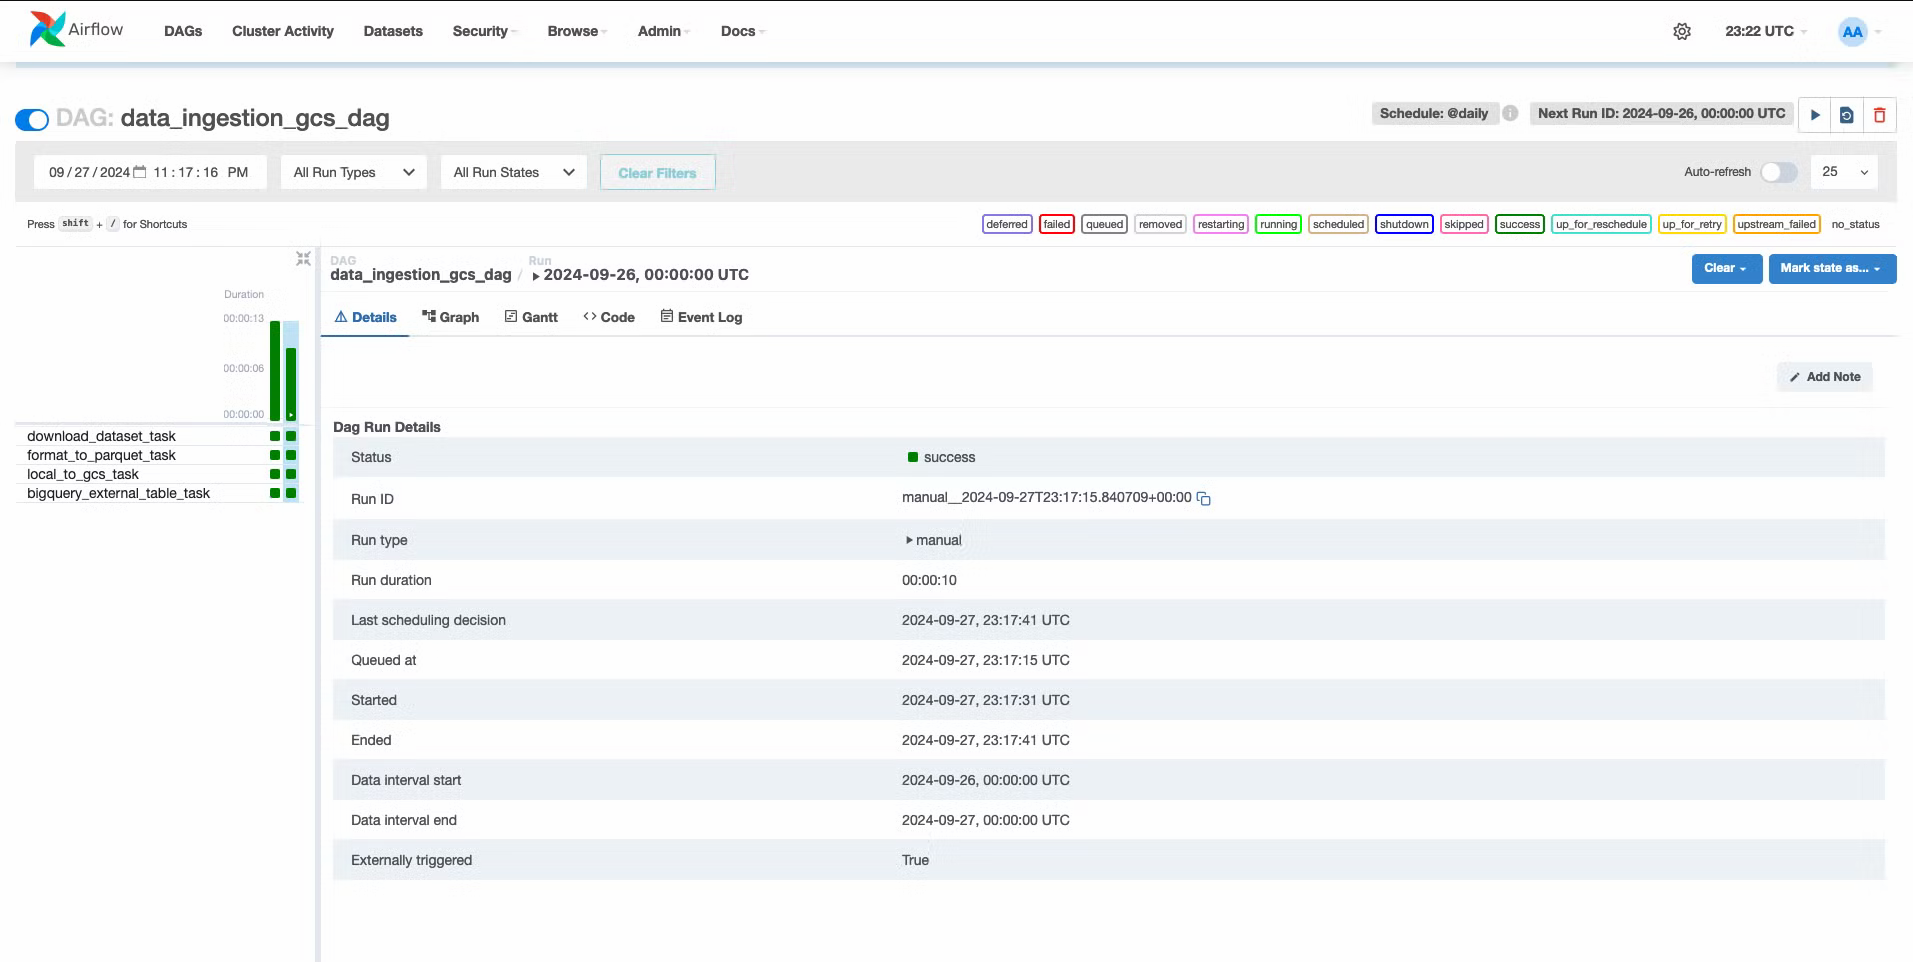 Airflow DAGs Cluster Activity Datasets Security Browse Admin Docs 23:22 UTC AA
DAG: data_ingestion_gcs_dag Schedule: @daily i Next Run ID: 2024-09-26, 00:00:00 UTC
09/27/2024 11:17:16 PM All Run Types All Run States Clear Filters Auto-refresh 25
Press shift + / for Shortcuts deferred failed queued removed restarting running scheduled shutdown skipped success up_for_reschedule up_for_retry upstream_failed no_status
DAG Run
data_ingestion_gcs_dag / 2024-09-26, 00:00:00 UTC Clear Mark state as...
Duration
00:00:13
00:00:06
00:00:00
download_dataset_task
format_to_parquet_task
local_to_gcs_task
bigquery_external_table_task
Details Graph Gantt Code Event Log
Add Note
Dag Run Details
Status success
Run ID manual__2024-09-27T23:17:15.840709+00:00
Run type manual
Run duration 00:00:10
Last scheduling decision 2024-09-27, 23:17:41 UTC
Queued at 2024-09-27, 23:17:15 UTC
Started 2024-09-27, 23:17:31 UTC
Ended 2024-09-27, 23:17:41 UTC
Data interval start 2024-09-26, 00:00:00 UTC
Data interval end 2024-09-27, 00:00:00 UTC
Externally triggered True